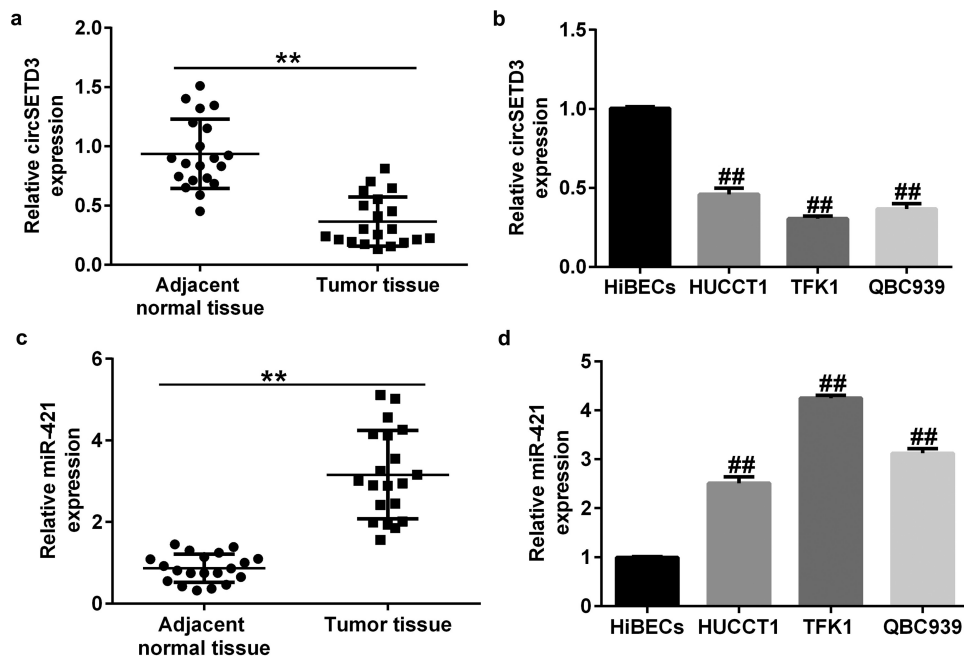 a
Relative circSETD3
expression
2.0
1.5
1.0
0.5
0.0
**
Adjacent
normal tissue
Tumor tissue
b
Relative circSETD3
expression
1.5
1.0
0.5
0.0
##
##
##
HiBECs
HUCCT1
TFK1
QBC939
c
Relative miR-421
expression
6
4
2
0
**
Adjacent
normal tissue
Tumor tissue
d
Relative miR-421
expression
5
4
3
2
1
0
##
##
##
HiBECs
HUCCT1
TFK1
QBC939